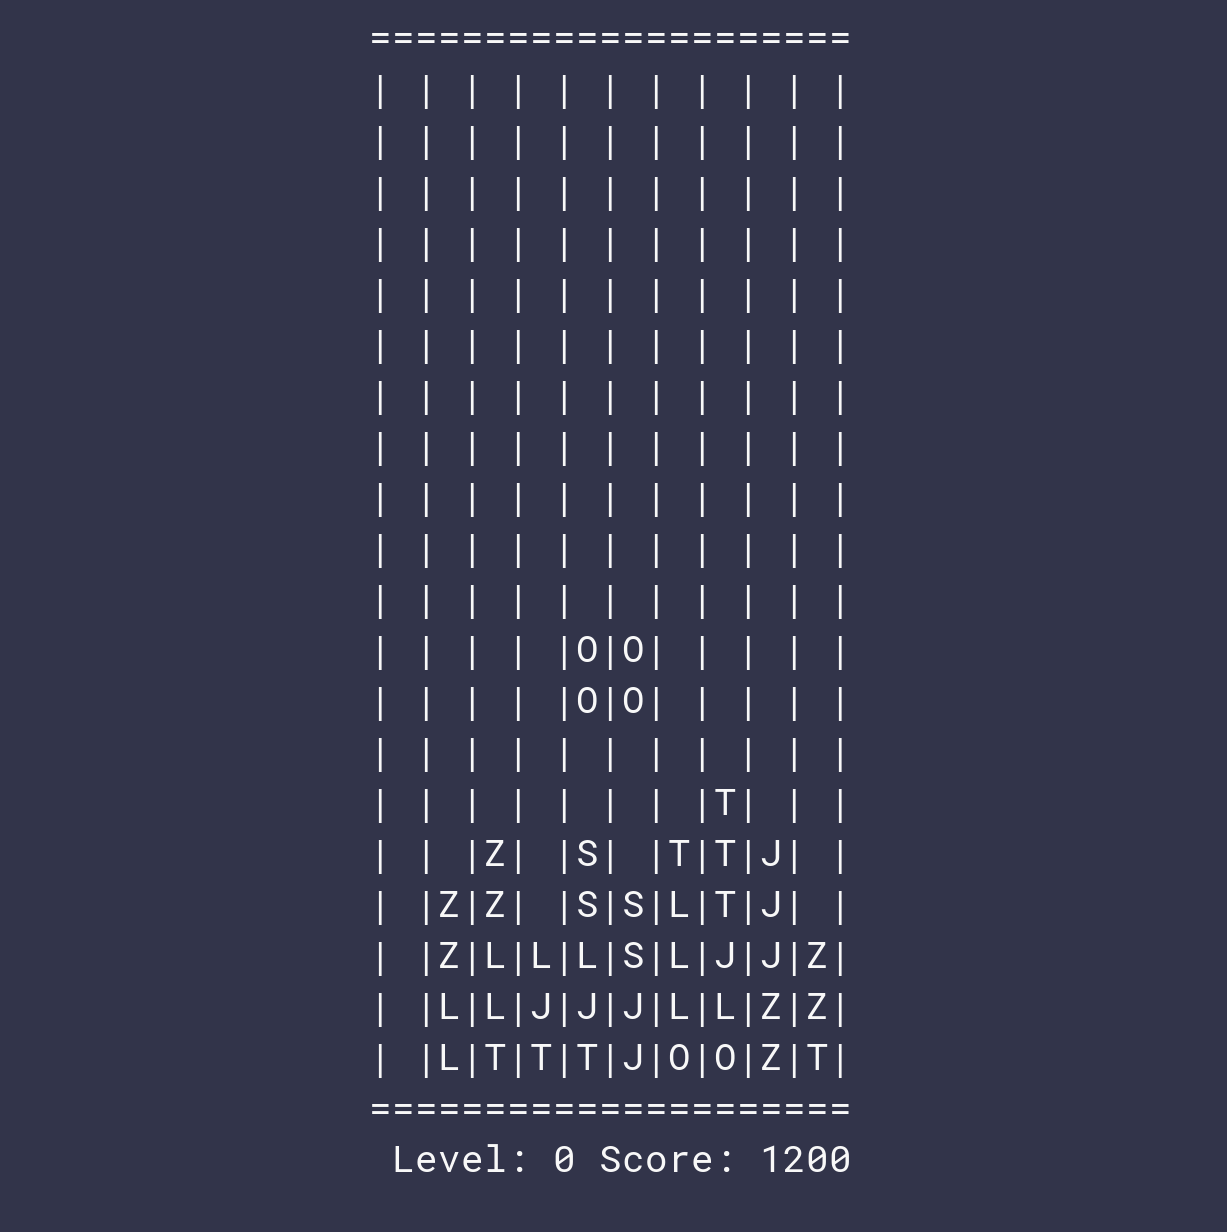 =====================
| | | | | | | | | | |
| | | | | | | | | | |
| | | | | | | | | | |
| | | | | | | | | | |
| | | | | | | | | | |
| | | | | | | | | | |
| | | | | | | | | | |
| | | | | | | | | | |
| | | | | | | | | | |
| | | | | | | | | | |
| | | | | | | | | | |
| | | | |O|O| | | | |
| | | | |O|O| | | | |
| | | | | | | | | | |
| | | | | | | |T| | |
| | |Z| |S| |T|T|J| |
| |Z|Z| |S|S|L|T|J| |
| |Z|L|L|L|S|L|J|J|Z|
| |L|L|J|J|J|L|L|Z|Z|
| |L|T|T|T|J|O|O|Z|T|
=====================
Level: 0 Score: 1200